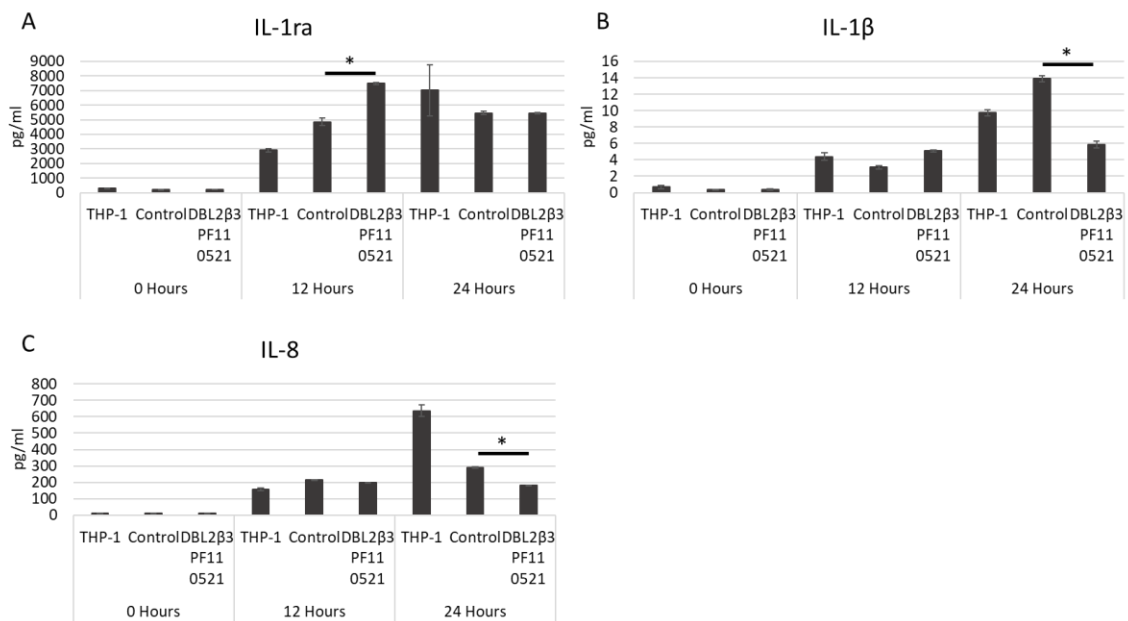 A
IL-1ra
pg/ml
9000
8000
7000
6000
5000
4000
3000
2000
1000
0
*
THP-1 Control DBL2β3 THP-1 Control DBL2β3 THP-1 Control DBL2β3
PF11 PF11 PF11
0521 0521 0521
0 Hours 12 Hours 24 Hours
B
IL-1β
pg/ml
16
14
12
10
8
6
4
2
0
*
THP-1 Control DBL2β3 THP-1 Control DBL2β3 THP-1 Control DBL2β3
PF11 PF11 PF11
0521 0521 0521
0 Hours 12 Hours 24 Hours
C
IL-8
pg/ml
800
700
600
500
400
300
200
100
0
*
THP-1 Control DBL2β3 THP-1 Control DBL2β3 THP-1 Control DBL2β3
PF11 PF11 PF11
0521 0521 0521
0 Hours 12 Hours 24 Hours